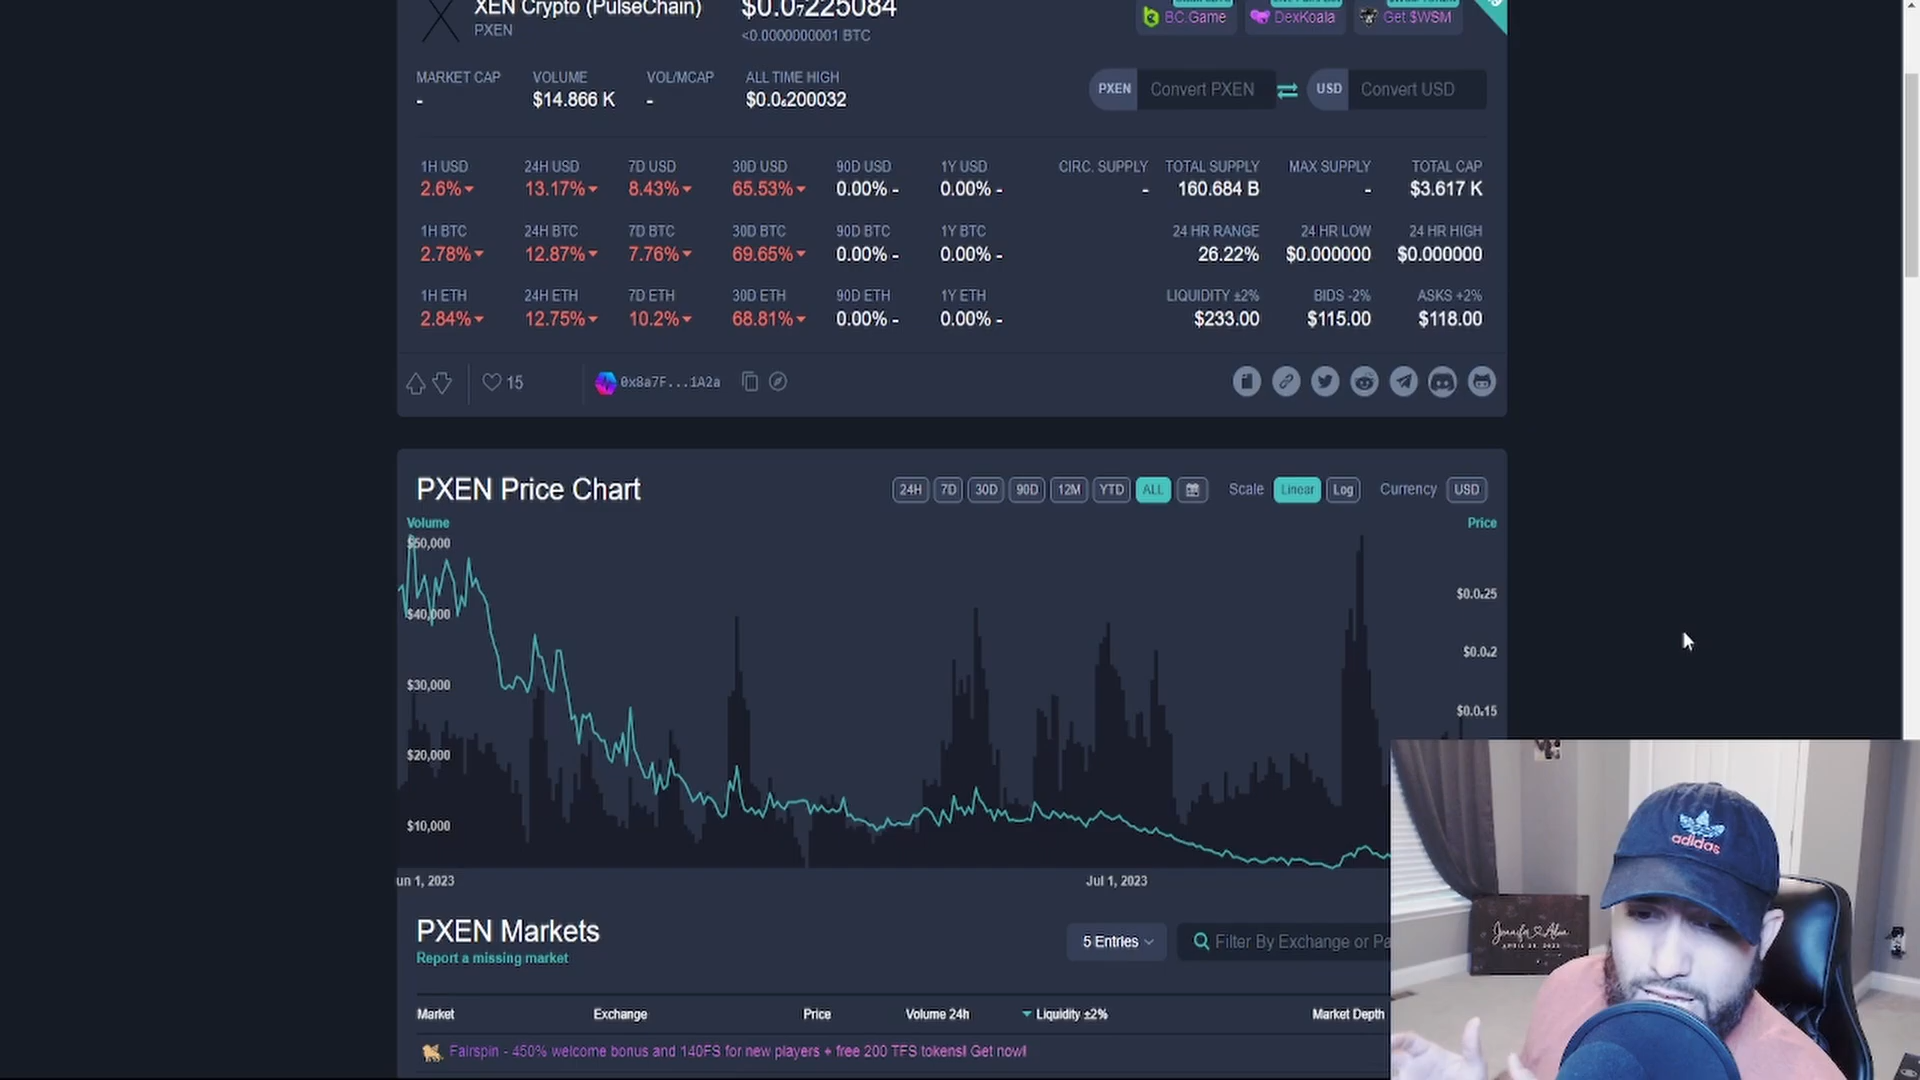 XEN Crypto (PulseChain)
PXEN
$0.0₇225084
<0.0000000001 BTC
BC.Game
DexKoala
Get $WSM
MARKET CAP
-
VOLUME
$14.866 K
VOL/MCAP
-
ALL TIME HIGH
$0.0₆200032
PXEN
Convert PXEN
USD
Convert USD
1H USD 24H USD 7D USD 30D USD 90D USD 1Y USD CIRC. SUPPLY TOTAL SUPPLY MAX SUPPLY TOTAL CAP
2.6% 13.17% 8.43% 65.53% 0.00% - 0.00% - - 160.684 B - $3.617 K
1H BTC 24H BTC 7D BTC 30D BTC 90D BTC 1Y BTC 24 HR RANGE 24 HR LOW 24 HR HIGH
2.78% 12.87% 7.76% 69.65% 0.00% - 0.00% - 26.22% $0.000000 $0.000000
1H ETH 24H ETH 7D ETH 30D ETH 90D ETH 1Y ETH LIQUIDITY ±2% BIDS -2% ASKS +2%
2.84% 12.75% 10.2% 68.81% 0.00% - 0.00% - $233.00 $115.00 $118.00
15
0x8a7F...1A2a
PXEN Price Chart
24H 7D 30D 90D 12M YTD ALL
Scale Linear Log
Currency USD
Volume
Price
$50,000
$40,000
$30,000
$20,000
$10,000
$0.0₆25
$0.0₆2
$0.0₆15
un 1, 2023
Jul 1, 2023
PXEN Markets
Report a missing market
5 Entries
Filter By Exchange or Pa
Market Exchange Price Volume 24h Liquidity ±2% Market Depth
Fairspin - 450% welcome bonus and 140FS for new players + free 200 TFS tokens! Get now!
adidas